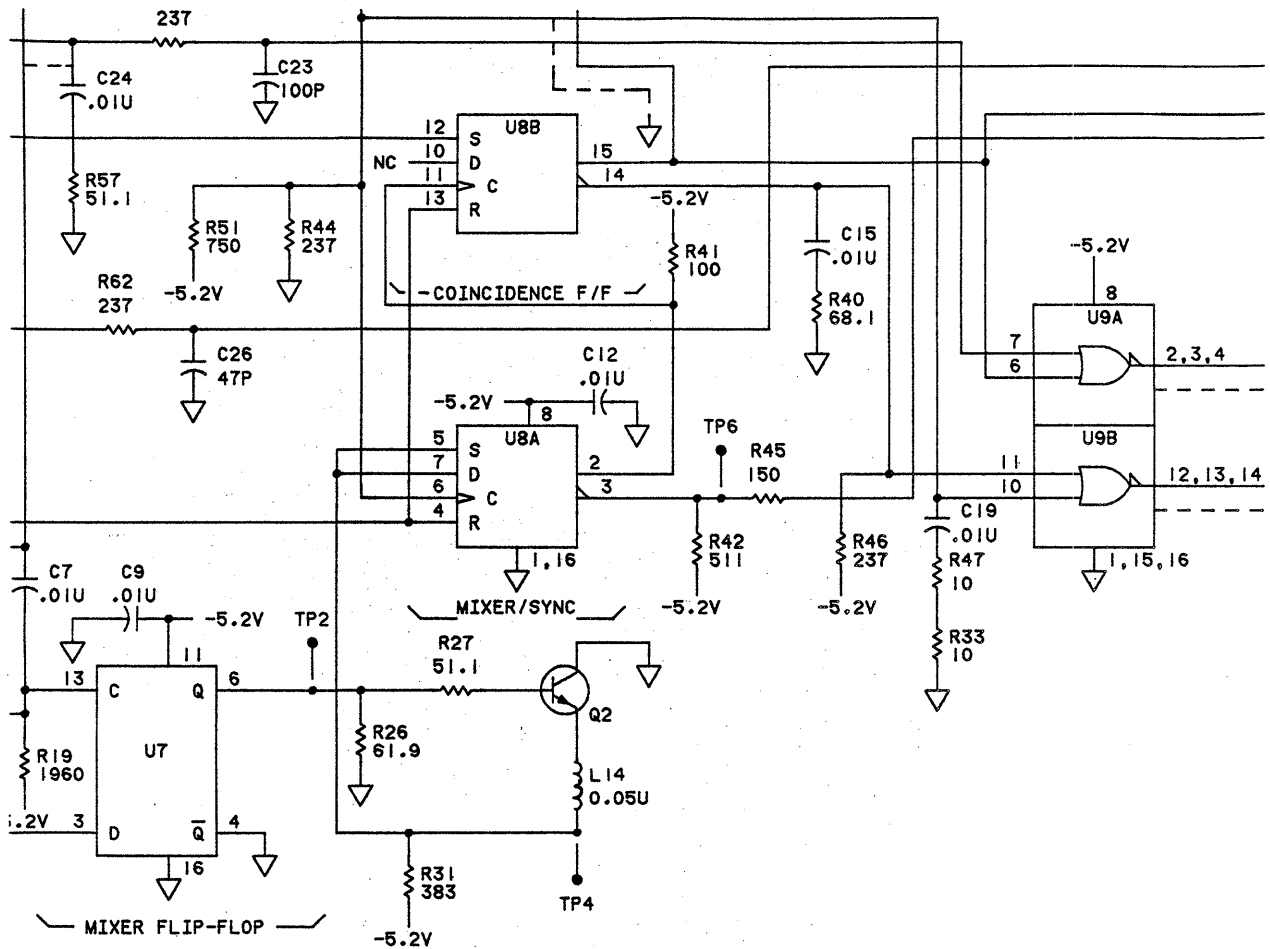 237
C24
.01U
C23
100P
R57
51.1
12
S
U8B
NC
10
D
11
C
13
R
15
14
-5.2V
R51
750
R44
237
-5.2V
R41
100
C15
.01U
R40
68.1
COINCIDENCE F/F
R62
237
C26
47P
-5.2V
8
U9A
7
6
2,3,4
C12
.01U
-5.2V
8
U8A
5
S
7
D
6
C
4
R
2
3
1,16
TP6
R45
150
U9B
11
10
12,13,14
C19
.01U
R47
10
R33
10
1,15,16
R42
511
-5.2V
R46
237
-5.2V
MIXER/SYNC
C7
.01U
C9
.01U
-5.2V
TP2
11
13
C
Q
6
U7
R19
1960
.2V
3
D
Q̅
4
16
R27
51.1
Q2
R26
61.9
L14
0.05U
R31
383
-5.2V
TP4
MIXER FLIP-FLOP